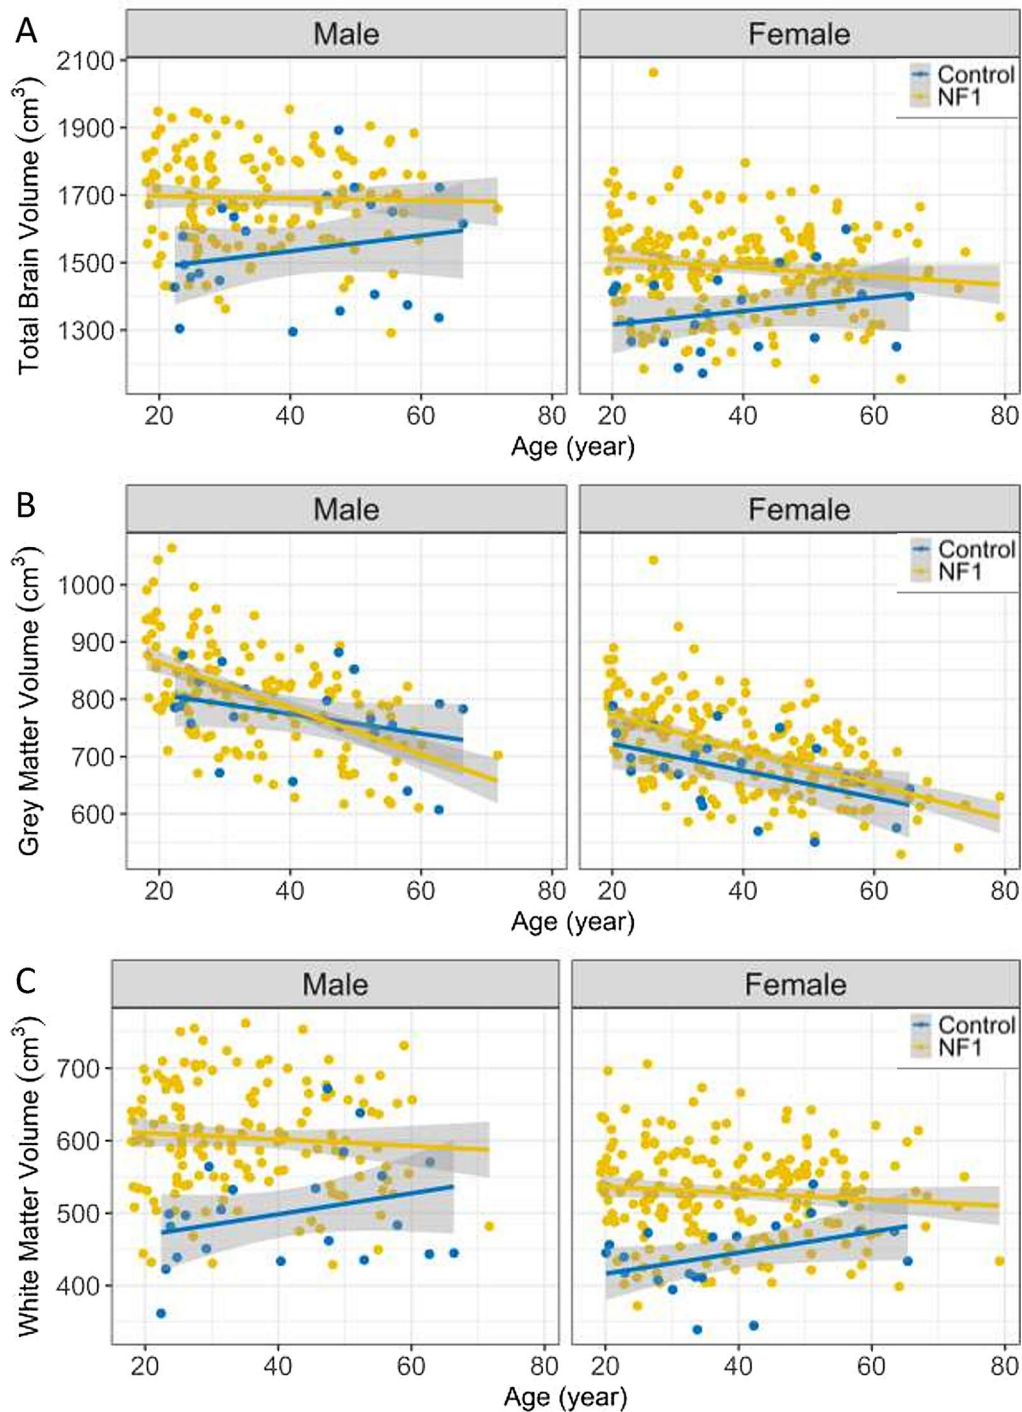 A
Male
Female
Total Brain Volume (cm³)
2100
1900
1700
1500
1300
Control
NF1
20 40 60 80
20 40 60 80
Age (year)
B
Male
Female
Grey Matter Volume (cm³)
1000
900
800
700
600
Control
NF1
20 40 60 80
20 40 60 80
Age (year)
C
Male
Female
White Matter Volume (cm³)
700
600
500
400
Control
NF1
20 40 60 80
20 40 60 80
Age (year)